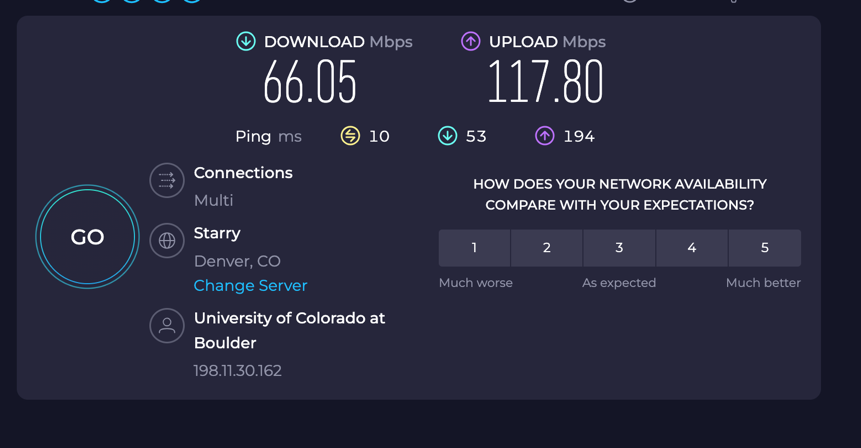 DOWNLOAD Mbps
UPLOAD Mbps
66.05
117.80
Ping ms 10 53 194
Connections
Multi
Starry
Denver, CO
Change Server
University of Colorado at
Boulder
198.11.30.162
GO
HOW DOES YOUR NETWORK AVAILABILITY
COMPARE WITH YOUR EXPECTATIONS?
1 2 3 4 5
Much worse As expected Much better